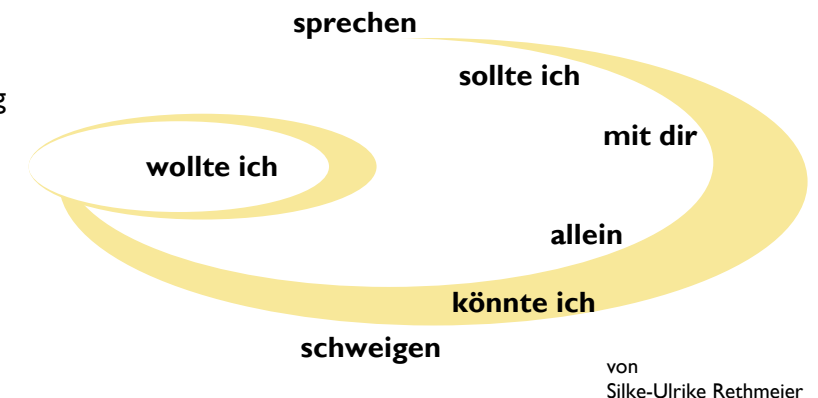 sprechen
sollte ich
mit dir
wollte ich
allein
könnte ich
schweigen
von
Silke-Ulrike Rethmeier